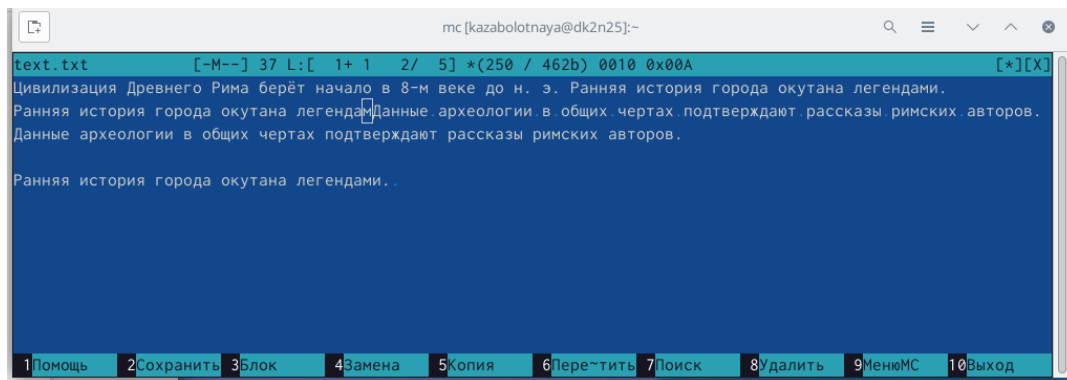 mc [kazabolotnaya@dk2n25]:~
text.txt [-M--] 37 L:[ 1+ 1 2/ 5] *(250 / 462b) 0010 0x00A [*][X]
Цивилизация Древнего Рима берёт начало в 8-м веке до н. э. Ранняя история города окутана легендами.
Ранняя история города окутана легендамДанные.археологии.в.общих.чертах.подтверждают.рассказы.римских.авторов.
Данные археологии в общих чертах подтверждают рассказы римских авторов.
Ранняя история города окутана легендами..
1Помощь 2Сохранить 3Блок 4Замена 5Копия 6Пере~тить 7Поиск 8Удалить 9МенюМС 10Выход